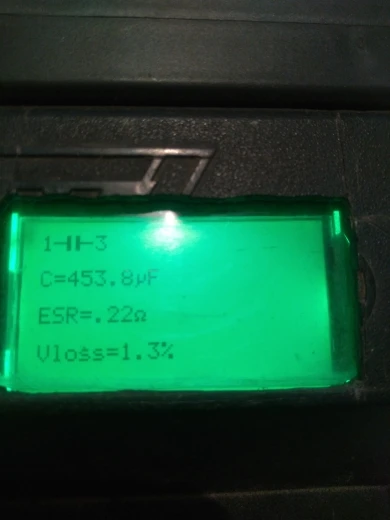 1⊣⊢3
C=453.8µF
ESR=.22Ω
Vloss=1.3%